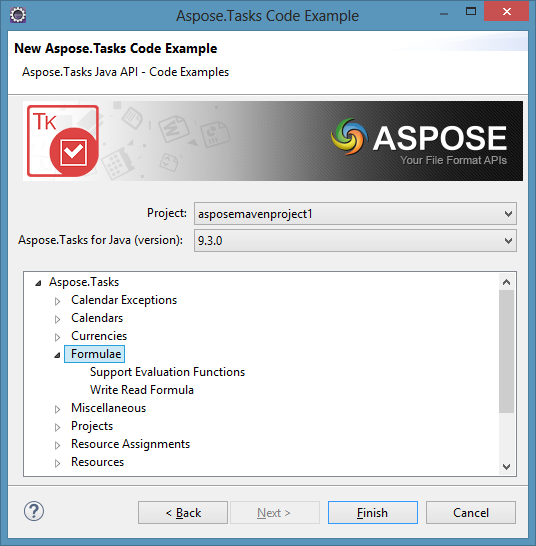 Aspose.Tasks Code Example
New Aspose.Tasks Code Example
Aspose.Tasks Java API - Code Examples
TK
ASPOSE
Your File Format APIs
Project: asposemavenproject1
Aspose.Tasks for Java (version): 9.3.0
Aspose.Tasks
Calendar Exceptions
Calendars
Currencies
Formulae
Support Evaluation Functions
Write Read Formula
Miscellaneous
Projects
Resource Assignments
Resources
? < Back Next > Finish Cancel